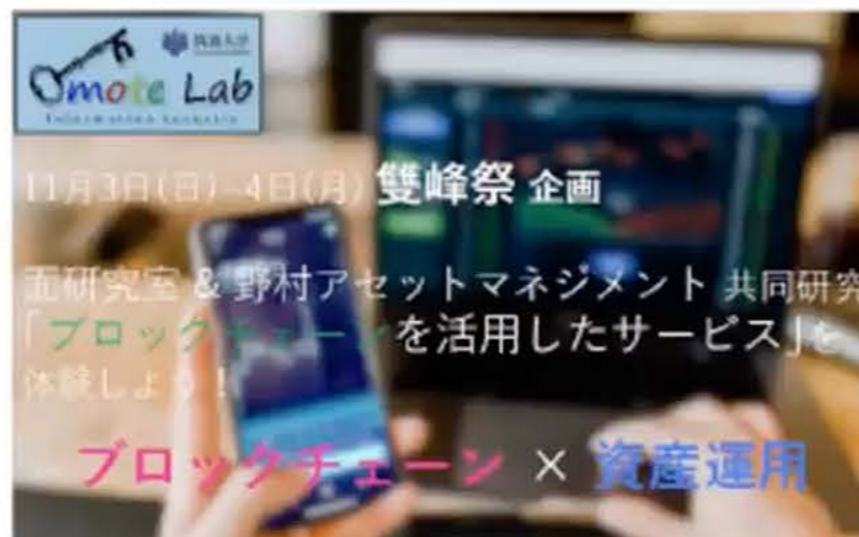 筑波大学
Omote Lab
Information Security
11月3日(日)-4日(月) 雙峰祭 企画
面研究室 & 野村アセットマネジメント 共同研究
「ブロックチェーンを活用したサービス」を
体験しよう!
ブロックチェーン × 資産運用